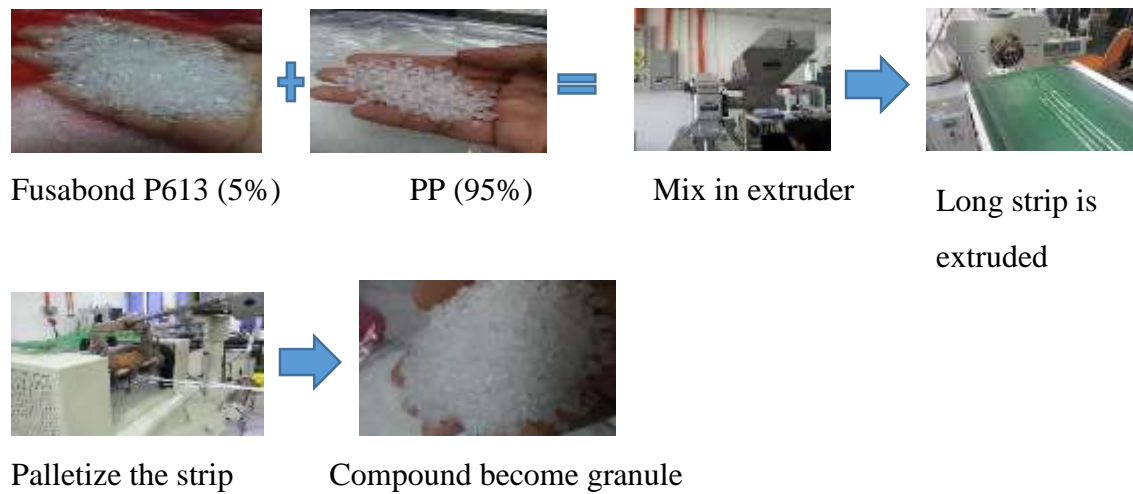 Fusabond P613 (5%)
PP (95%)
Mix in extruder
Long strip is
extruded
Palletize the strip
Compound become granule